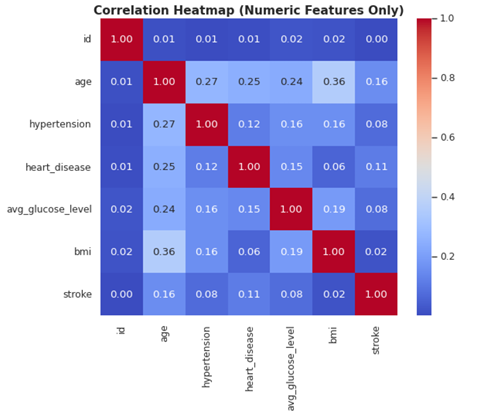 Correlation Heatmap (Numeric Features Only)
id 1.00 0.01 0.01 0.01 0.02 0.02 0.00
age 0.01 1.00 0.27 0.25 0.24 0.36 0.16
hypertension 0.01 0.27 1.00 0.12 0.16 0.16 0.08
heart_disease 0.01 0.25 0.12 1.00 0.15 0.06 0.11
avg_glucose_level 0.02 0.24 0.16 0.15 1.00 0.19 0.08
bmi 0.02 0.36 0.16 0.06 0.19 1.00 0.02
stroke 0.00 0.16 0.08 0.11 0.08 0.02 1.00
id age hypertension heart_disease avg_glucose_level bmi stroke
1.0
0.8
0.6
0.4
0.2